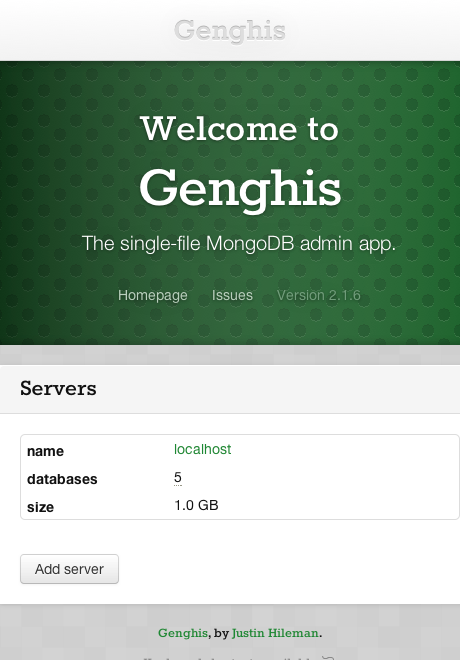 Genghis
Welcome to
Genghis
The single-file MongoDB admin app.
Homepage Issues Version 2.1.6
Servers
name localhost
databases 5
size 1.0 GB
Add server
Genghis, by Justin Hileman.